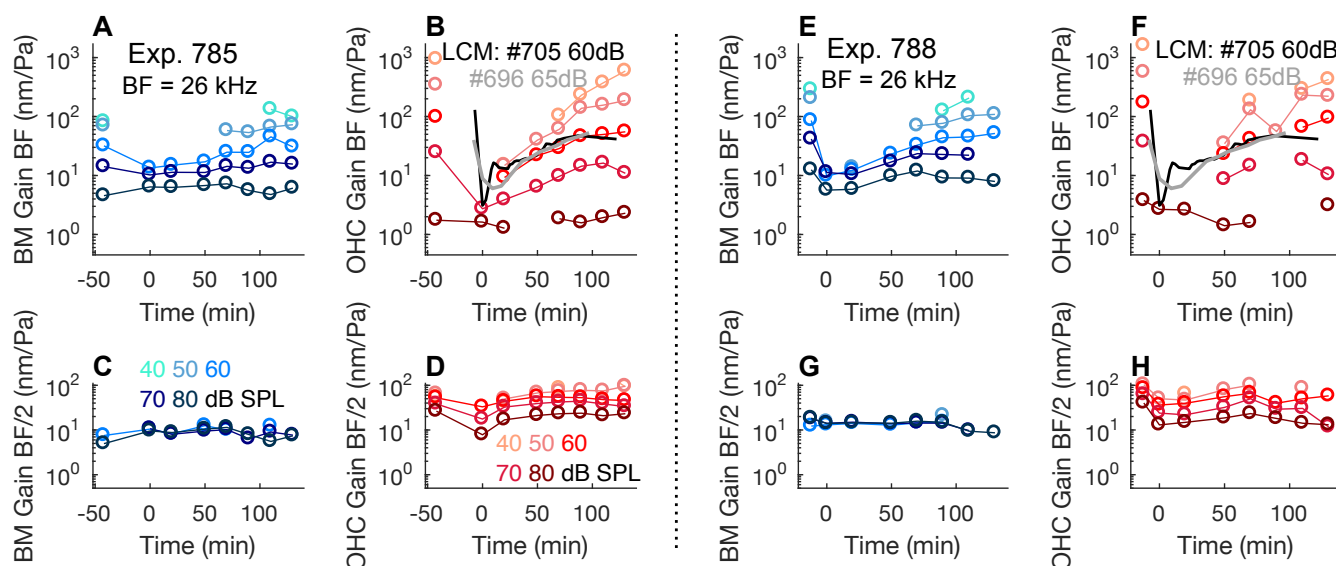 A
Exp. 785
BF = 26 kHz
BM Gain BF (nm/Pa)
10³
10²
10¹
10⁰
-50 0 50 100
Time (min)
B
LCM: #705 60dB
#696 65dB
OHC Gain BF (nm/Pa)
10³
10²
10¹
10⁰
-50 0 50 100
Time (min)
E
Exp. 788
BF = 26 kHz
BM Gain BF (nm/Pa)
10³
10²
10¹
10⁰
0 50 100
Time (min)
F
LCM: #705 60dB
#696 65dB
OHC Gain BF (nm/Pa)
10³
10²
10¹
10⁰
0 50 100
Time (min)
C
40 50 60
70 80 dB SPL
BM Gain BF/2 (nm/Pa)
10²
10¹
10⁰
-50 0 50 100
Time (min)
D
40 50 60
70 80 dB SPL
OHC Gain BF/2 (nm/Pa)
10²
10¹
10⁰
-50 0 50 100
Time (min)
G
BM Gain BF/2 (nm/Pa)
10²
10¹
10⁰
0 50 100
Time (min)
H
OHC Gain BF/2 (nm/Pa)
10²
10¹
10⁰
0 50 100
Time (min)